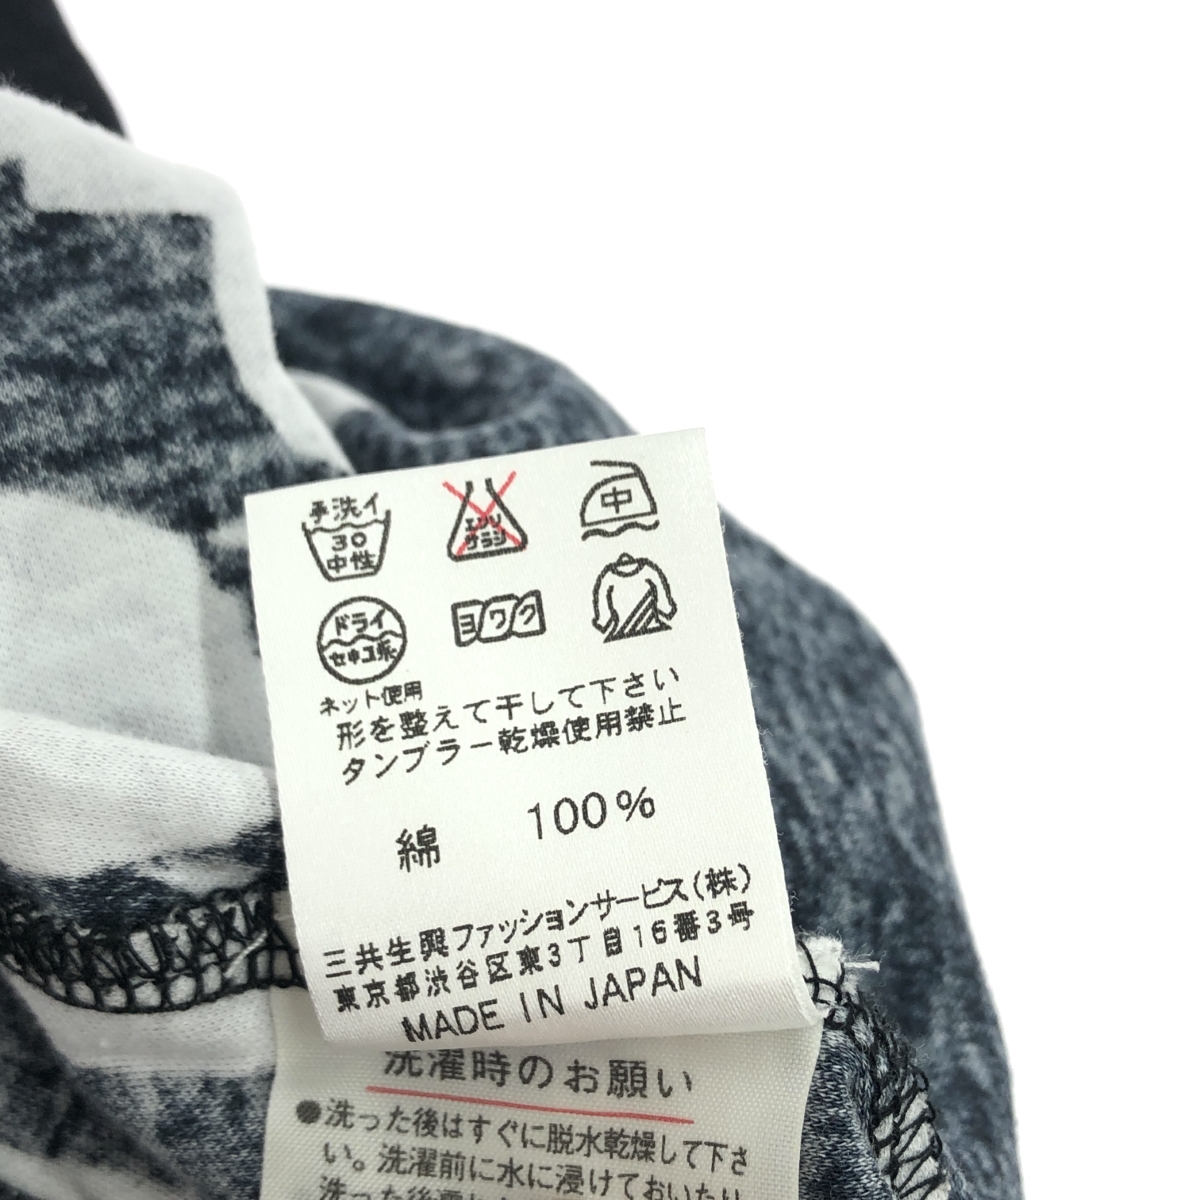 手洗イ
30
中性
エンソ
サラシ
中
ドライ
セキユ系
ヨワク
ネット使用
形を整えて干して下さい
タンブラー乾燥使用禁止
綿 100%
三共生興ファッションサービス(株)
東京都渋谷区東3丁目16番3号
MADE IN JAPAN
洗濯時のお願い
●洗った後はすぐに脱水乾燥して下さ
い。洗濯前に水に浸けておいたり
洗った後